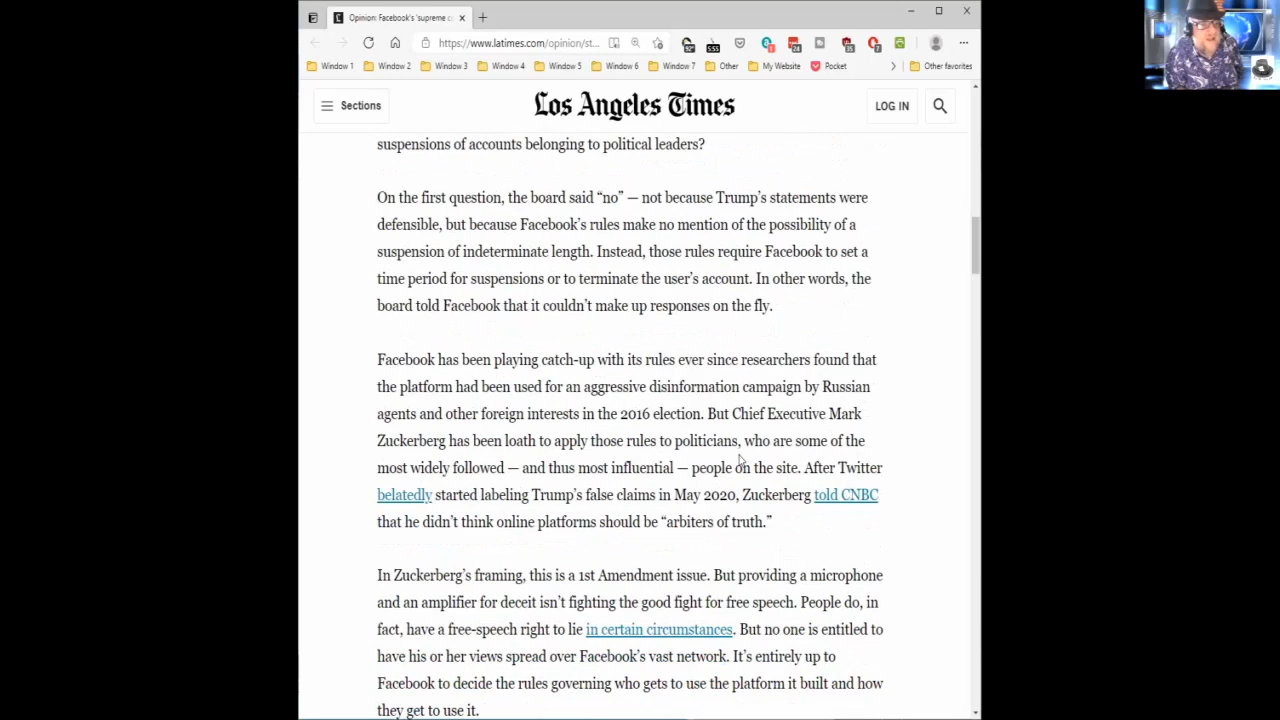 Opinion: Facebook's 'supreme
https://www.latimes.com/opinion/st...
Window 1
Window 2
Window 3
Window 4
Window 5
Window 6
Window 7
Other
My Website
Pocket
Other favorites
Sections
Los Angeles Times
LOG IN
suspensions of accounts belonging to political leaders?
On the first question, the board said “no” — not because Trump’s statements were
defensible, but because Facebook’s rules make no mention of the possibility of a
suspension of indeterminate length. Instead, those rules require Facebook to set a
time period for suspensions or to terminate the user’s account. In other words, the
board told Facebook that it couldn’t make up responses on the fly.
Facebook has been playing catch-up with its rules ever since researchers found that
the platform had been used for an aggressive disinformation campaign by Russian
agents and other foreign interests in the 2016 election. But Chief Executive Mark
Zuckerberg has been loath to apply those rules to politicians, who are some of the
most widely followed — and thus most influential — people on the site. After Twitter
belatedly started labeling Trump’s false claims in May 2020, Zuckerberg told CNBC
that he didn’t think online platforms should be “arbiters of truth.”
In Zuckerberg’s framing, this is a 1st Amendment issue. But providing a microphone
and an amplifier for deceit isn’t fighting the good fight for free speech. People do, in
fact, have a free-speech right to lie in certain circumstances. But no one is entitled to
have his or her views spread over Facebook’s vast network. It’s entirely up to
Facebook to decide the rules governing who gets to use the platform it built and how
they get to use it.